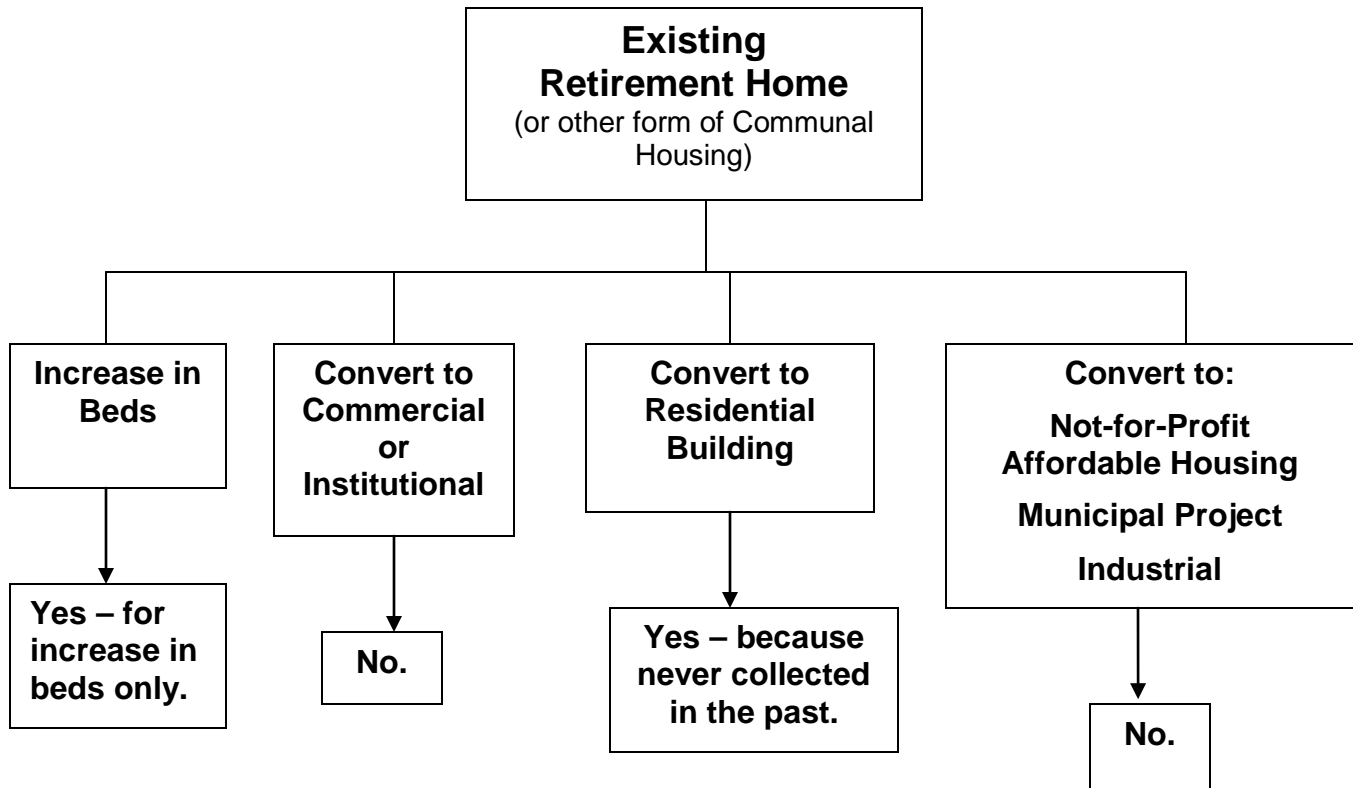 Existing
Retirement Home
(or other form of Communal
Housing)
Increase in
Beds
Convert to
Commercial
or
Institutional
Convert to
Residential
Building
Convert to:
Not-for-Profit
Affordable Housing
Municipal Project
Industrial
Yes – for
increase in
beds only.
No.
Yes – because
never collected
in the past.
No.